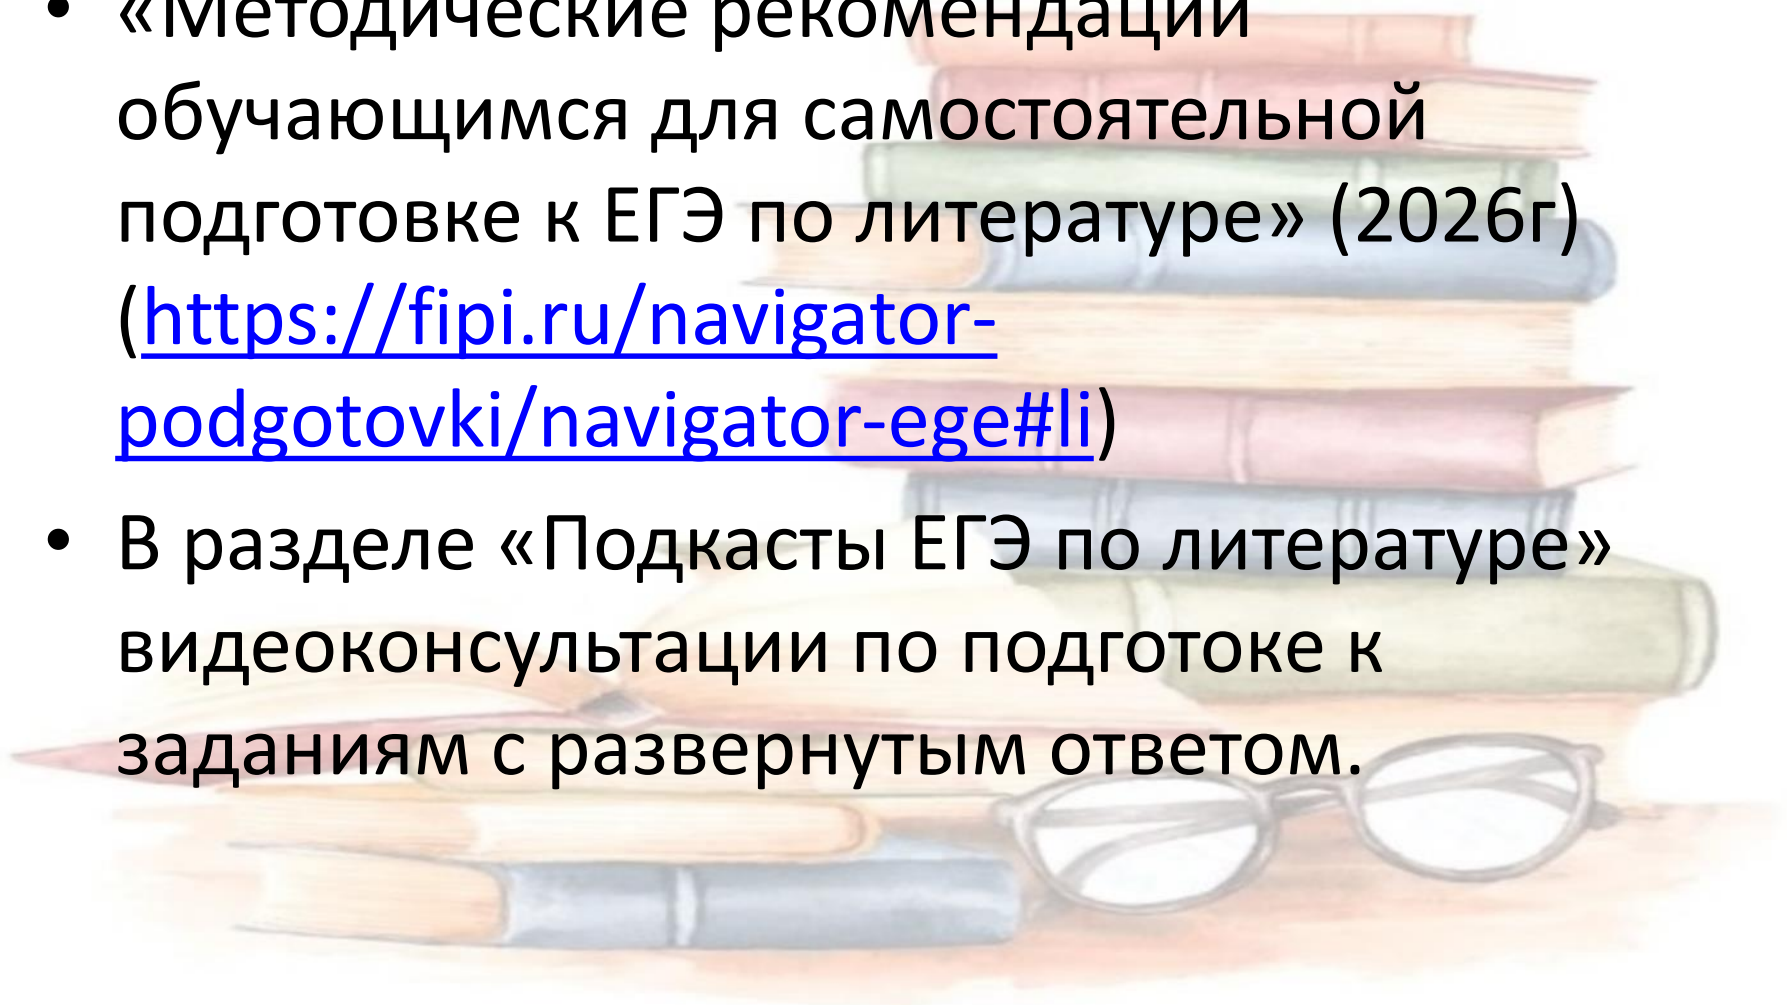 • «Методические рекомендации
обучающимся для самостоятельной
подготовке к ЕГЭ по литературе» (2026г)
(https://fipi.ru/navigator-
podgotovki/navigator-ege#li)
• В разделе «Подкасты ЕГЭ по литературе»
видеоконсультации по подготоке к
заданиям с развернутым ответом.